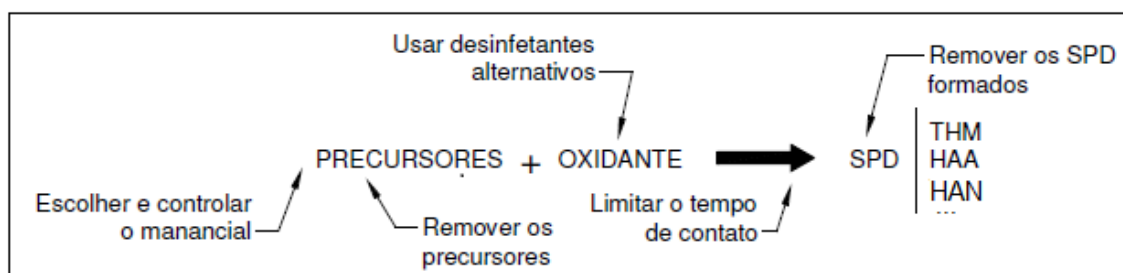 Usar desinfetantes
alternativos
Remover os SPD
formados
PRECURSORES + OXIDANTE
SPD
THM
HAA
HAN
...
Escolher e controlar
o manancial
Remover os
precursores
Limitar o tempo
de contato